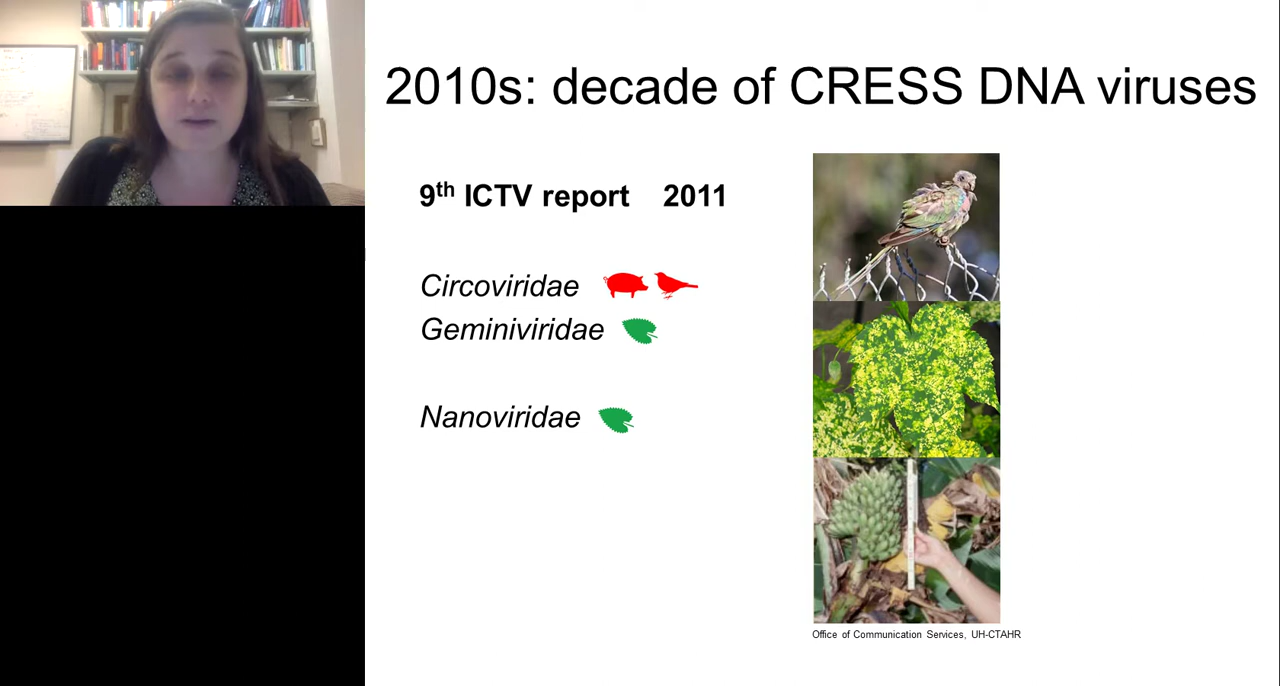 2010s: decade of CRESS DNA viruses
9th ICTV report 2011
Circoviridae
Geminiviridae
Nanoviridae
Office of Communication Services, UH-CTAHR